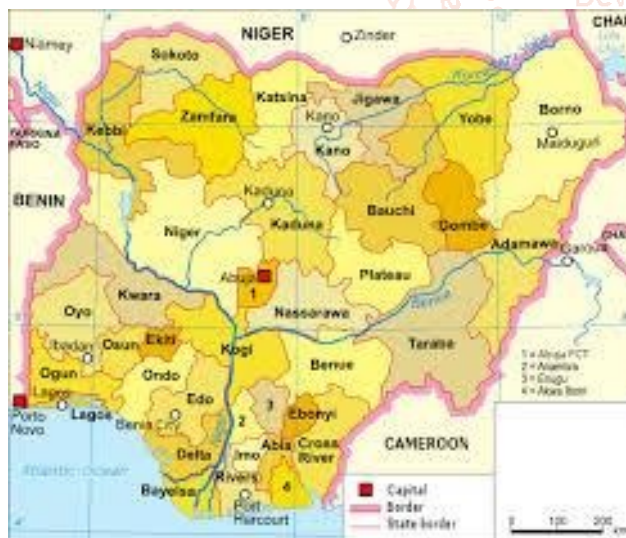 NIGER
Zinder
Niamey
Sokoto
Katsina
Jigawa
Zamfara
Kano
Kano
Yobe
Borno
Maiduguri
Kebbi
BENIN
Kaduna
Kaduna
Bauchi
Gombe
Niger
Adamawa
Garoua
Plateau
Abuja
1
Kwara
Nassarawa
Benue
Taraba
Oyo
Ibadan
Osun
Ekiti
Kogi
Benue
Ogun
Ondo
Lagos
Lagos
Edo
Porto
Novo
Benin City
2
3
Ebonyi
Abia
Cross
River
Delta
Imo
Rivers
4
Bayelsa
Port
Harcourt
CAMEROON
Atlantic Ocean
1 = Abuja FCT
2 = Anambra
3 = Enugu
4 = Akwa Ibom
Capital
Border
State border
0 100 200
km